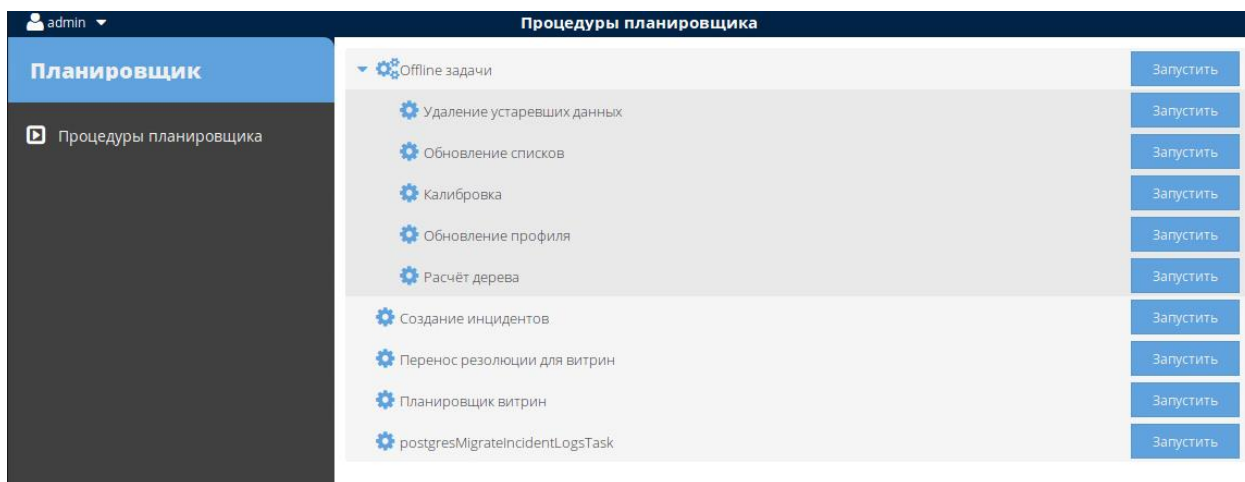 admin
Процедуры планировщика
Планировщик
Процедуры планировщика
Offline задачи Запустить
Удаление устаревших данных Запустить
Обновление списков Запустить
Калибровка Запустить
Обновление профиля Запустить
Расчёт дерева Запустить
Создание инцидентов Запустить
Перенос резолюции для витрин Запустить
Планировщик витрин Запустить
postgresMigrateIncidentLogsTask Запустить